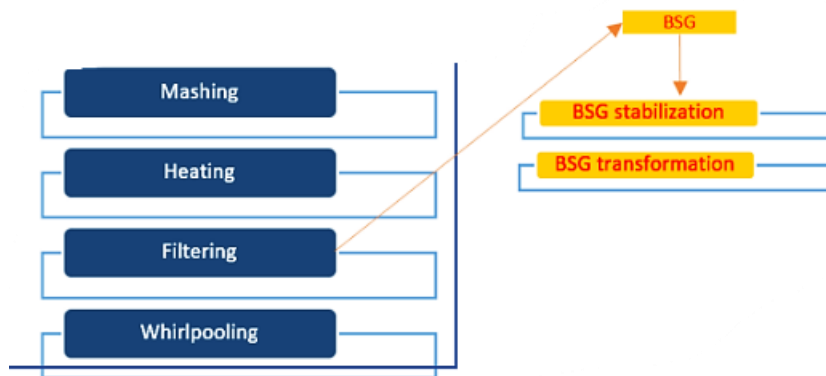 BSG
Mashing
BSG stabilization
Heating
BSG transformation
Filtering
Whirlpooling